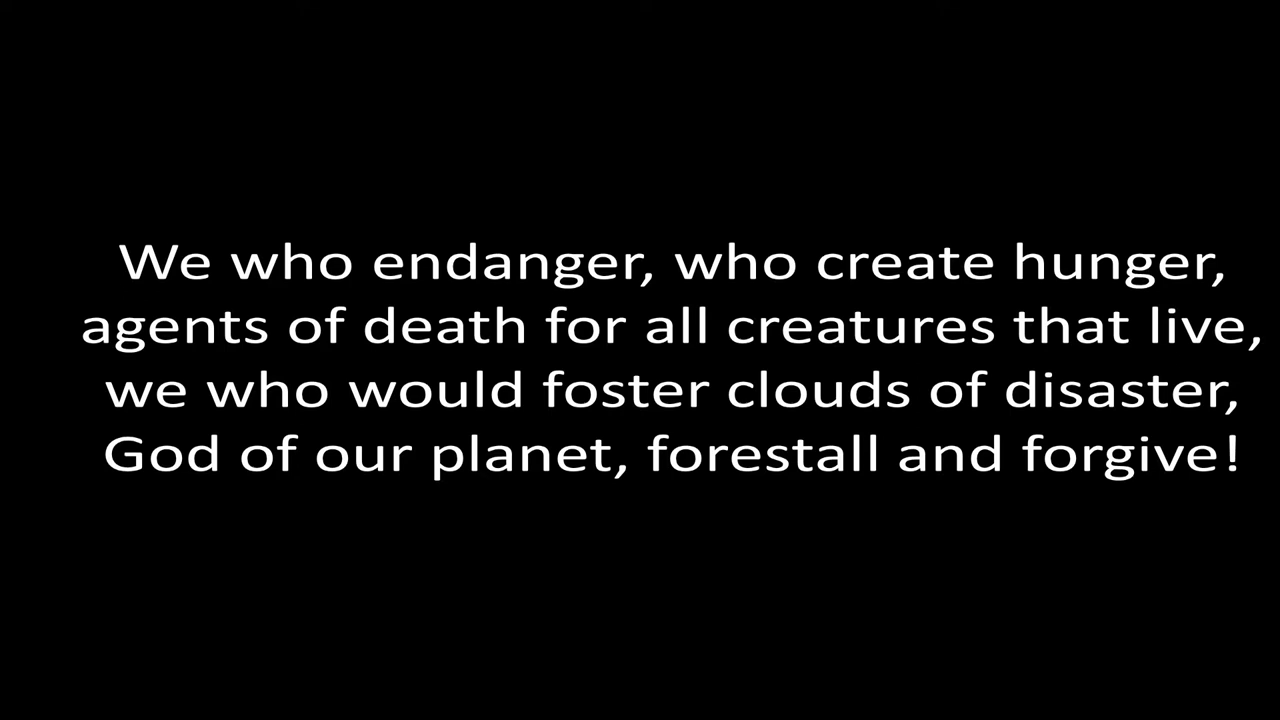 We who endanger, who create hunger,
agents of death for all creatures that live,
we who would foster clouds of disaster,
God of our planet, forestall and forgive!